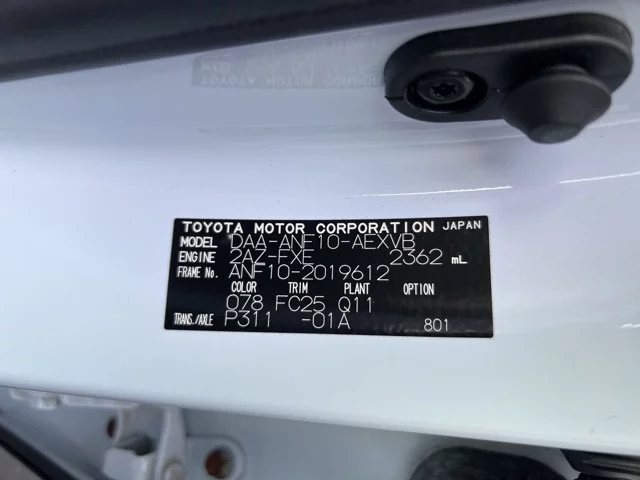 TOYOTA MOTOR CORPORATION JAPAN
MODEL DAA-ANF10-AEXVB
ENGINE 2AZ-FXE 2362 mL
FRAME No. ANF10-2019612
COLOR TRIM PLANT OPTION
078 FC25 Q11
TRANS./AXLE P311 -01A 801